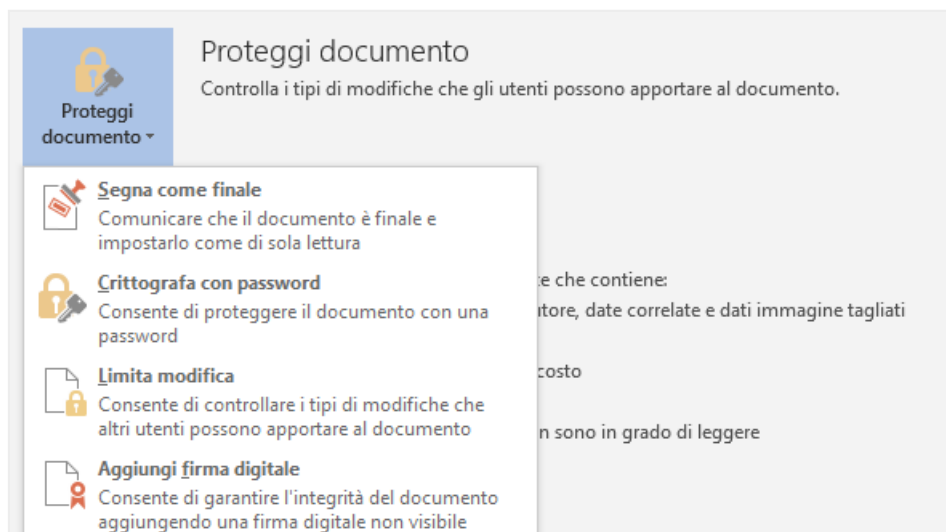 Proteggi documento
Controlla i tipi di modifiche che gli utenti possono apportare al documento.
Proteggi
documento
Segna come finale
Comunicare che il documento è finale e
impostarlo come di sola lettura
Crittografa con password
Consente di proteggere il documento con una
password
Limita modifica
Consente di controllare i tipi di modifiche che
altri utenti possono apportare al documento
Aggiungi firma digitale
Consente di garantire l'integrità del documento
aggiungendo una firma digitale non visibile
che contiene:
date correlate e dati immagine tagliati
sono in grado di leggere